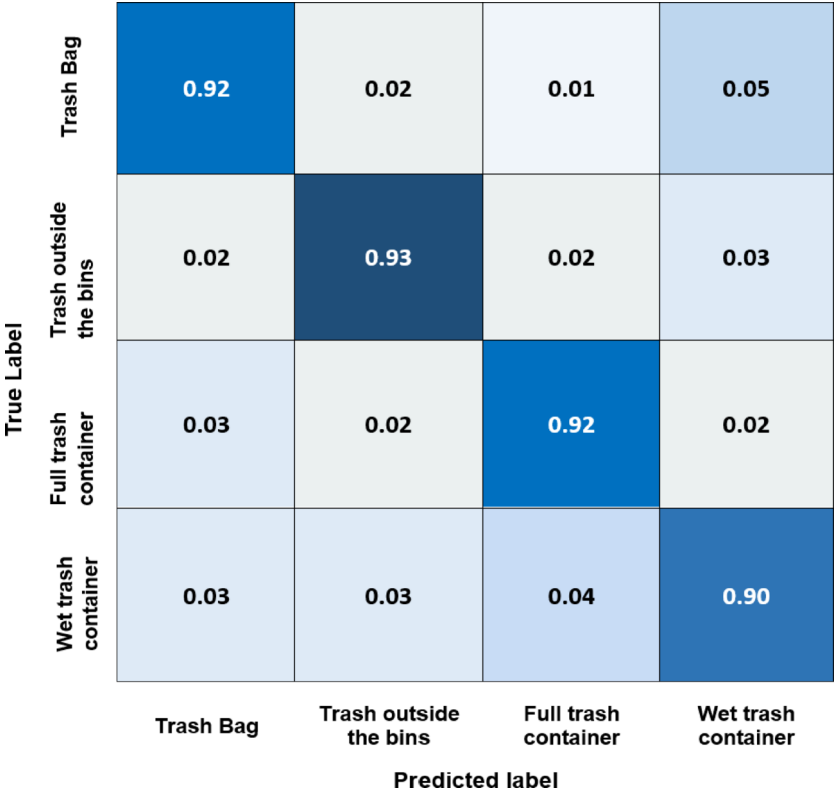 Trash Bag
0.92
0.02
0.01
0.05
Trash outside
the bins
0.02
0.93
0.02
0.03
True Label
Full trash
container
0.03
0.02
0.92
0.02
Wet trash
container
0.03
0.03
0.04
0.90
Trash Bag
Trash outside
the bins
Full trash
container
Wet trash
container
Predicted label